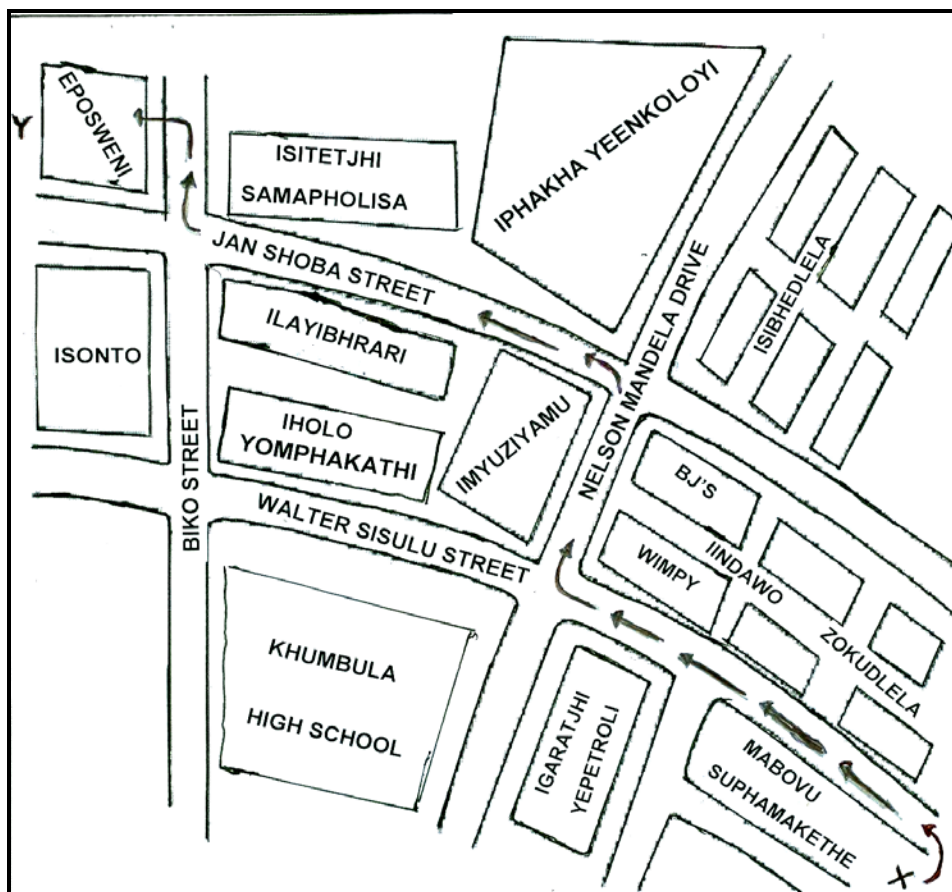 Y
EPOSWENI
ISITETJHI
SAMAPHOLISA
IPHAKHA YEENKOLOYI
JAN SHOBA STREET
NELSON MANDELA DRIVE
ISIBHEDLELA
ISONTO
ILAYIBHRARI
IHOLO
YOMPHAKATHI
IMYUZIYAMU
BIKO STREET
WALTER SISULU STREET
BJ'S
WIMPY
IINDAWO
ZOKUDLELA
KHUMBULA
HIGH SCHOOL
IGARATJHI
YEPETROLI
MABOVU
SUPHAMAKETHE
X